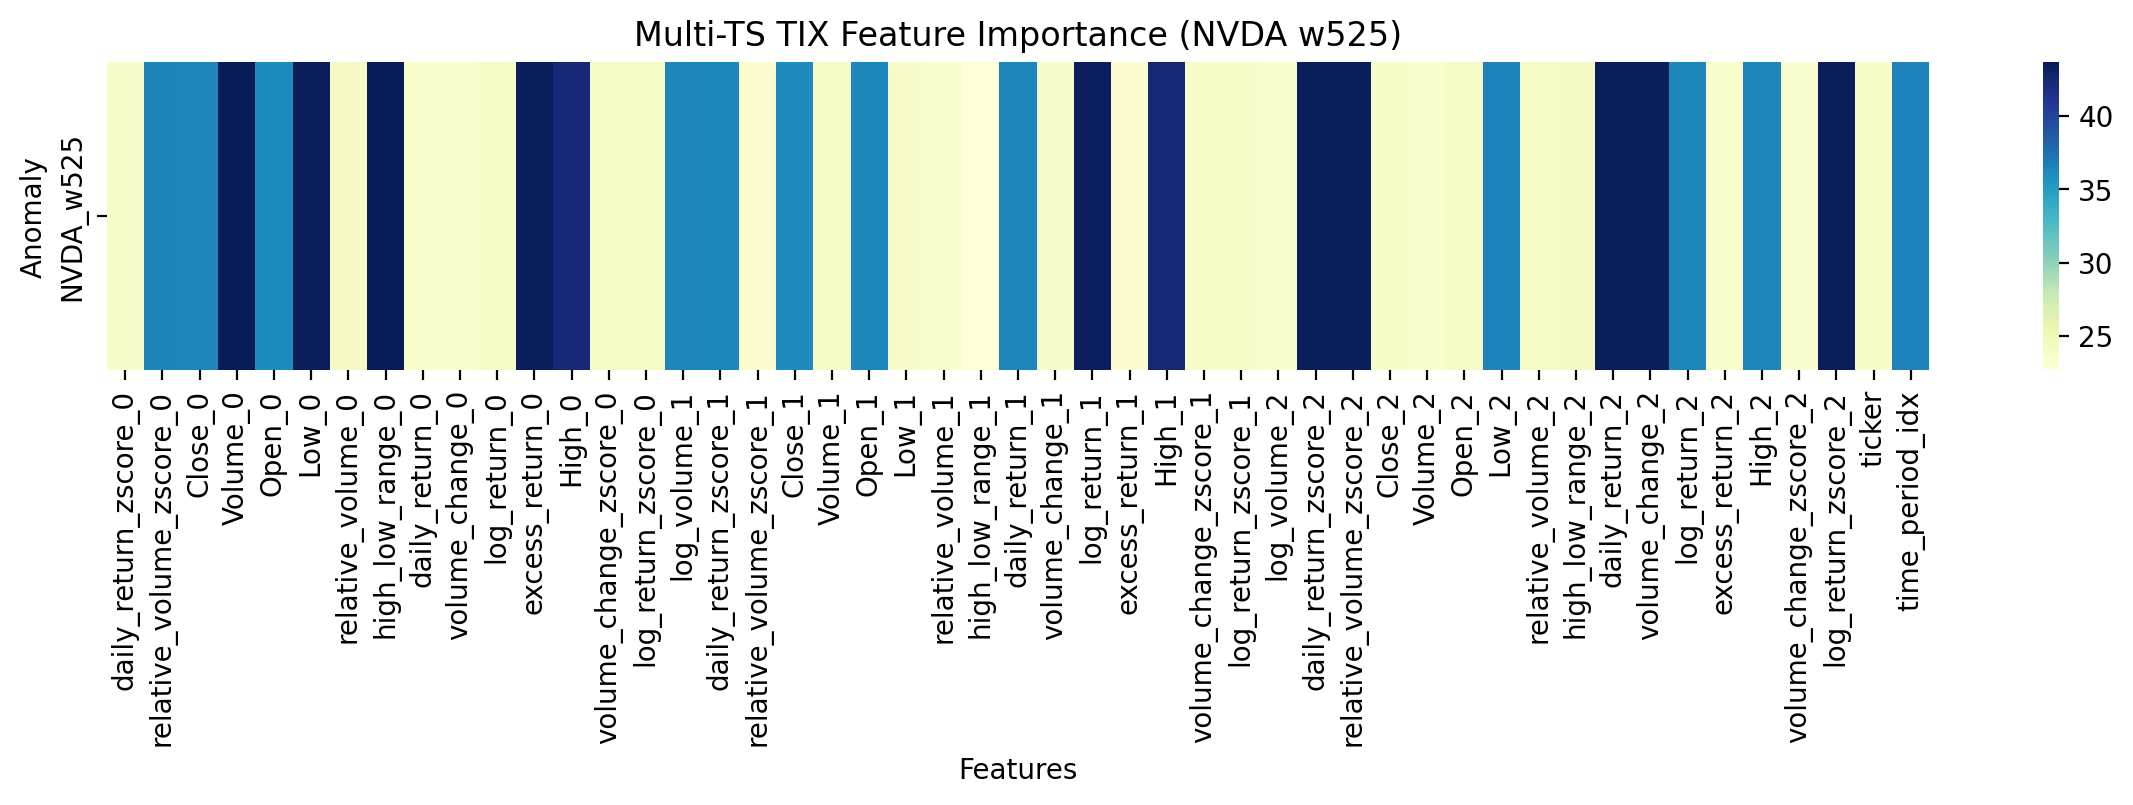 Multi-TS TIX Feature Importance (NVDA w525)
Anomaly
NVDA_w525
40
35
30
25
daily_return_zscore_0
relative_volume_zscore_0
Close_0
Volume_0
Open_0
Low_0
relative_volume_0
high_low_range_0
daily_return_0
volume_change_0
log_return_0
excess_return_0
High_0
volume_change_zscore_0
log_return_zscore_0
log_volume_1
daily_return_zscore_1
relative_volume_zscore_1
Close_1
Volume_1
Open_1
Low_1
relative_volume_1
high_low_range_1
daily_return_1
volume_change_1
log_return_1
excess_return_1
High_1
volume_change_zscore_1
log_return_zscore_1
log_volume_2
daily_return_zscore_2
relative_volume_zscore_2
Close_2
Volume_2
Open_2
Low_2
relative_volume_2
high_low_range_2
daily_return_2
volume_change_2
log_return_2
excess_return_2
High_2
volume_change_zscore_2
log_return_zscore_2
ticker
time_period_idx
Features